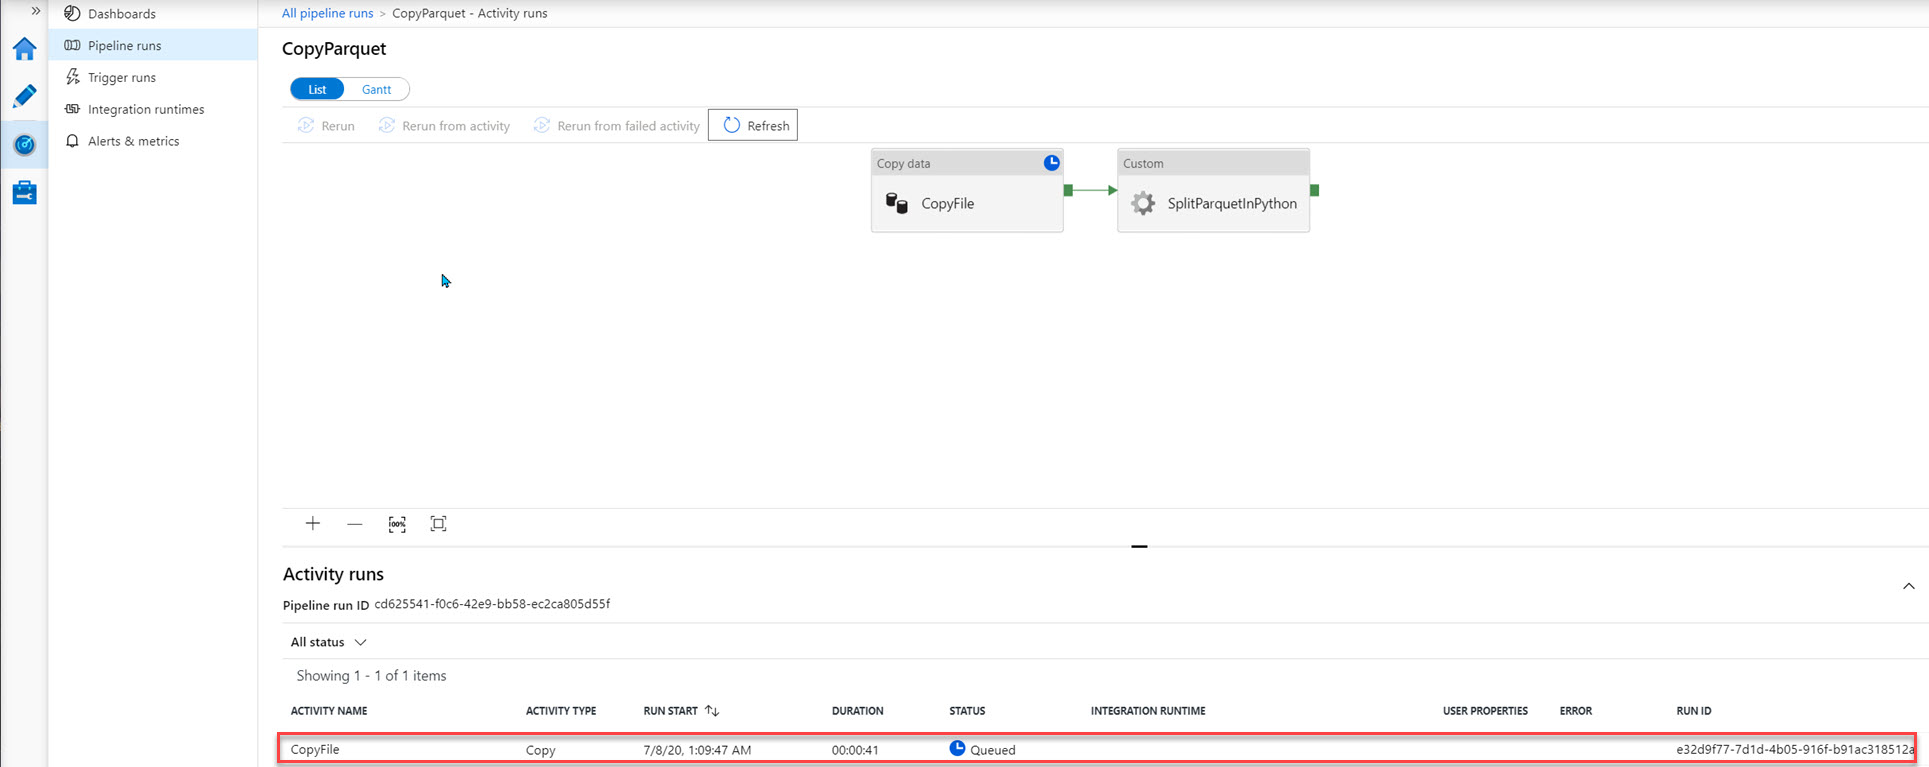 »
Dashboards
Pipeline runs
Trigger runs
Integration runtimes
Alerts & metrics
All pipeline runs > CopyParquet - Activity runs
CopyParquet
List Gantt
Rerun Rerun from activity Rerun from failed activity Refresh
Copy data
CopyFile
Custom
SplitParquetInPython
100%
Activity runs
Pipeline run ID cd625541-f0c6-42e9-bb58-ec2ca805d55f
All status
Showing 1 - 1 of 1 items
ACTIVITY NAME ACTIVITY TYPE RUN START DURATION STATUS INTEGRATION RUNTIME USER PROPERTIES ERROR RUN ID
CopyFile Copy 7/8/20, 1:09:47 AM 00:00:41 Queued e32d9f77-7d1d-4b05-916f-b91ac318512a